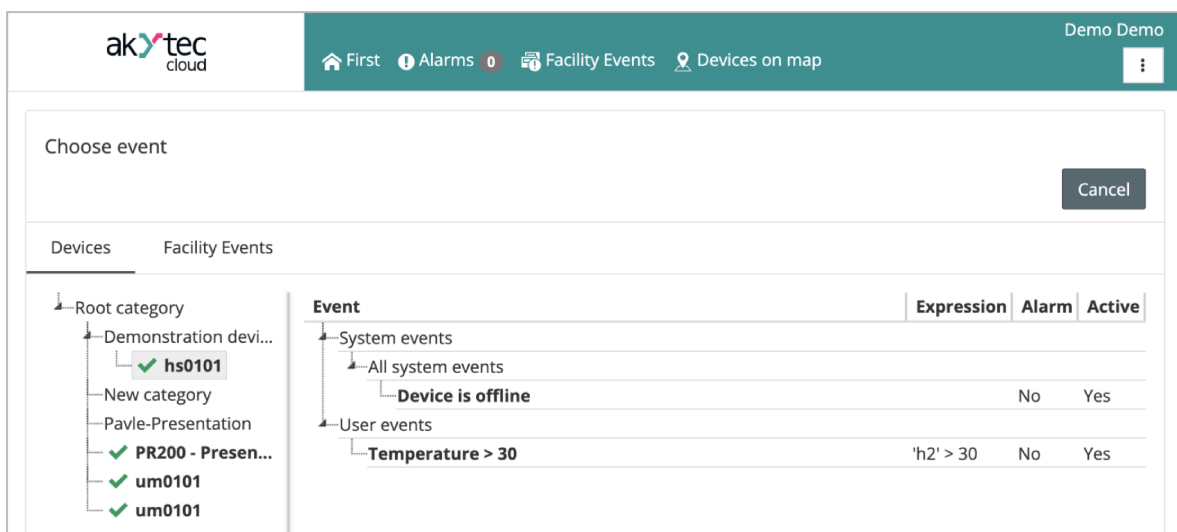 akYtec
cloud
Demo Demo
First Alarms 0 Facility Events Devices on map
Choose event
Cancel
Devices Facility Events
Root category
Demonstration devi...
hs0101
New category
Pavle-Presentation
PR200 - Presen...
um0101
um0101
Event Expression Alarm Active
System events
All system events
Device is offline No Yes
User events
Temperature > 30 'h2' > 30 No Yes